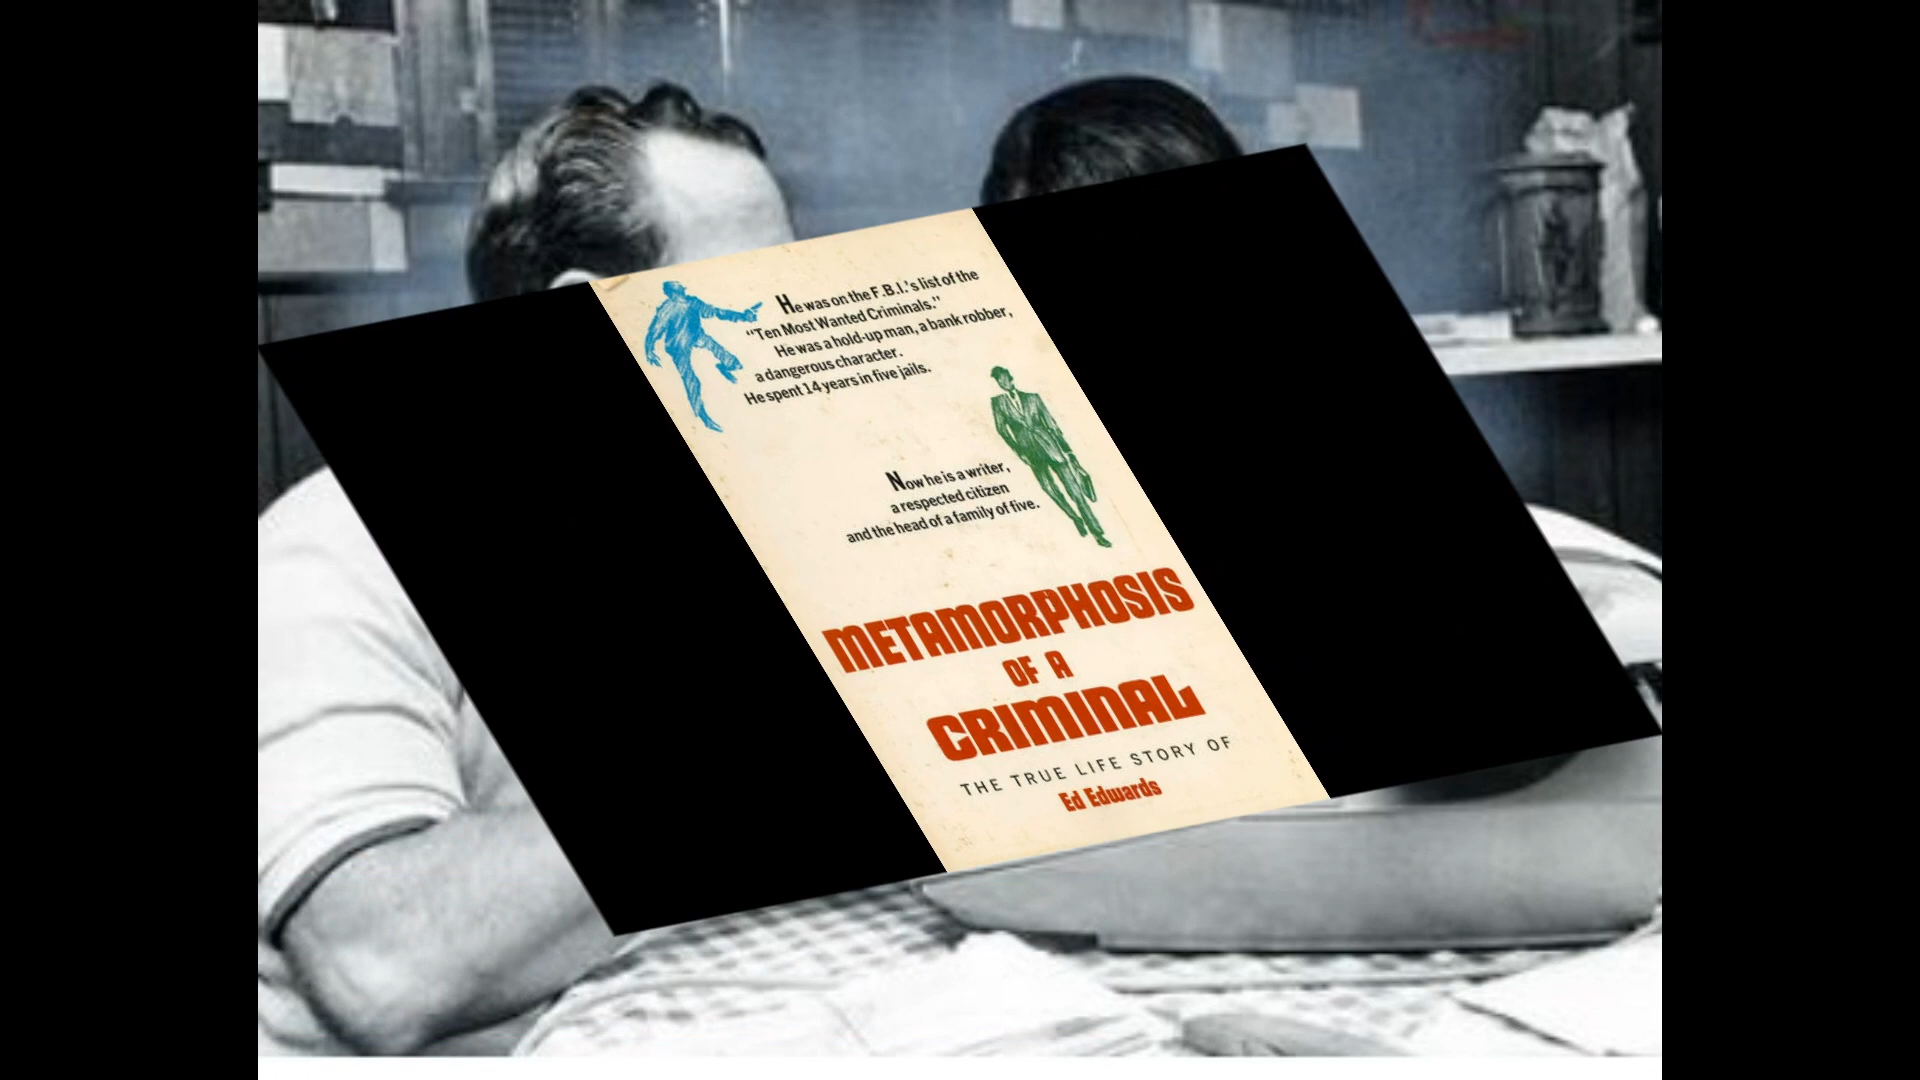 He was on the F.B.I.'s list of the
"Ten Most Wanted Criminals."
He was a hold-up man, a bank robber,
a dangerous character.
He spent 14 years in five jails.
Now he is a writer,
a respected citizen
and the head of a family of five.
METAMORPHOSIS
OF A
CRIMINAL
THE TRUE LIFE STORY OF
Ed Edwards